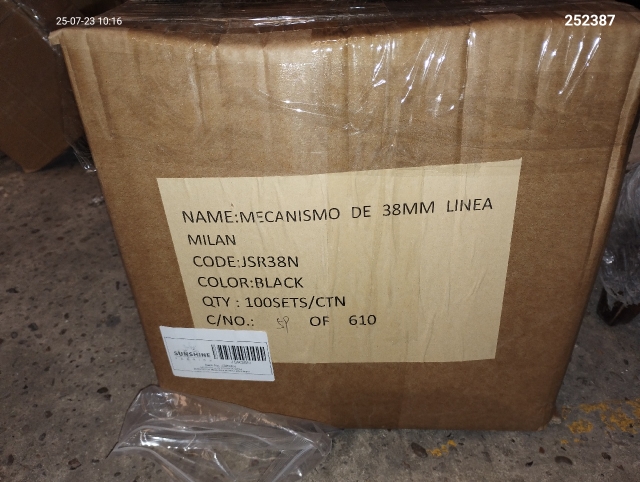 25-07-23 10:16
252387
NAME:MECANISMO DE 38MM LINEA
MILAN
CODE:JSR38N
COLOR:BLACK
QTY : 100SETS/CTN
C/NO.: OF 610
SUNSHINE